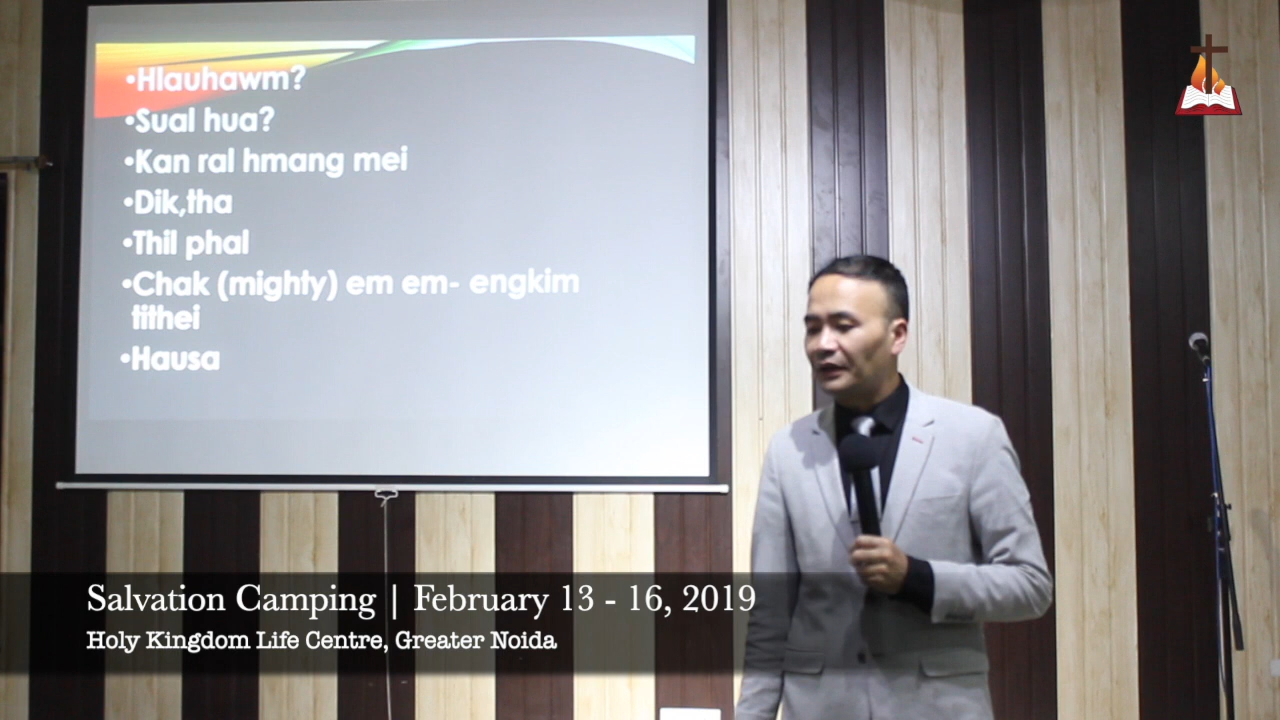 •Hlauhawm?
•Sual hua?
•Kan ral hmang mei
•Dik,tha
•Thil phal
•Chak (mighty) em em- engkim
tithei
•Hausa
Salvation Camping | February 13 - 16, 2019
Holy Kingdom Life Centre, Greater Noida